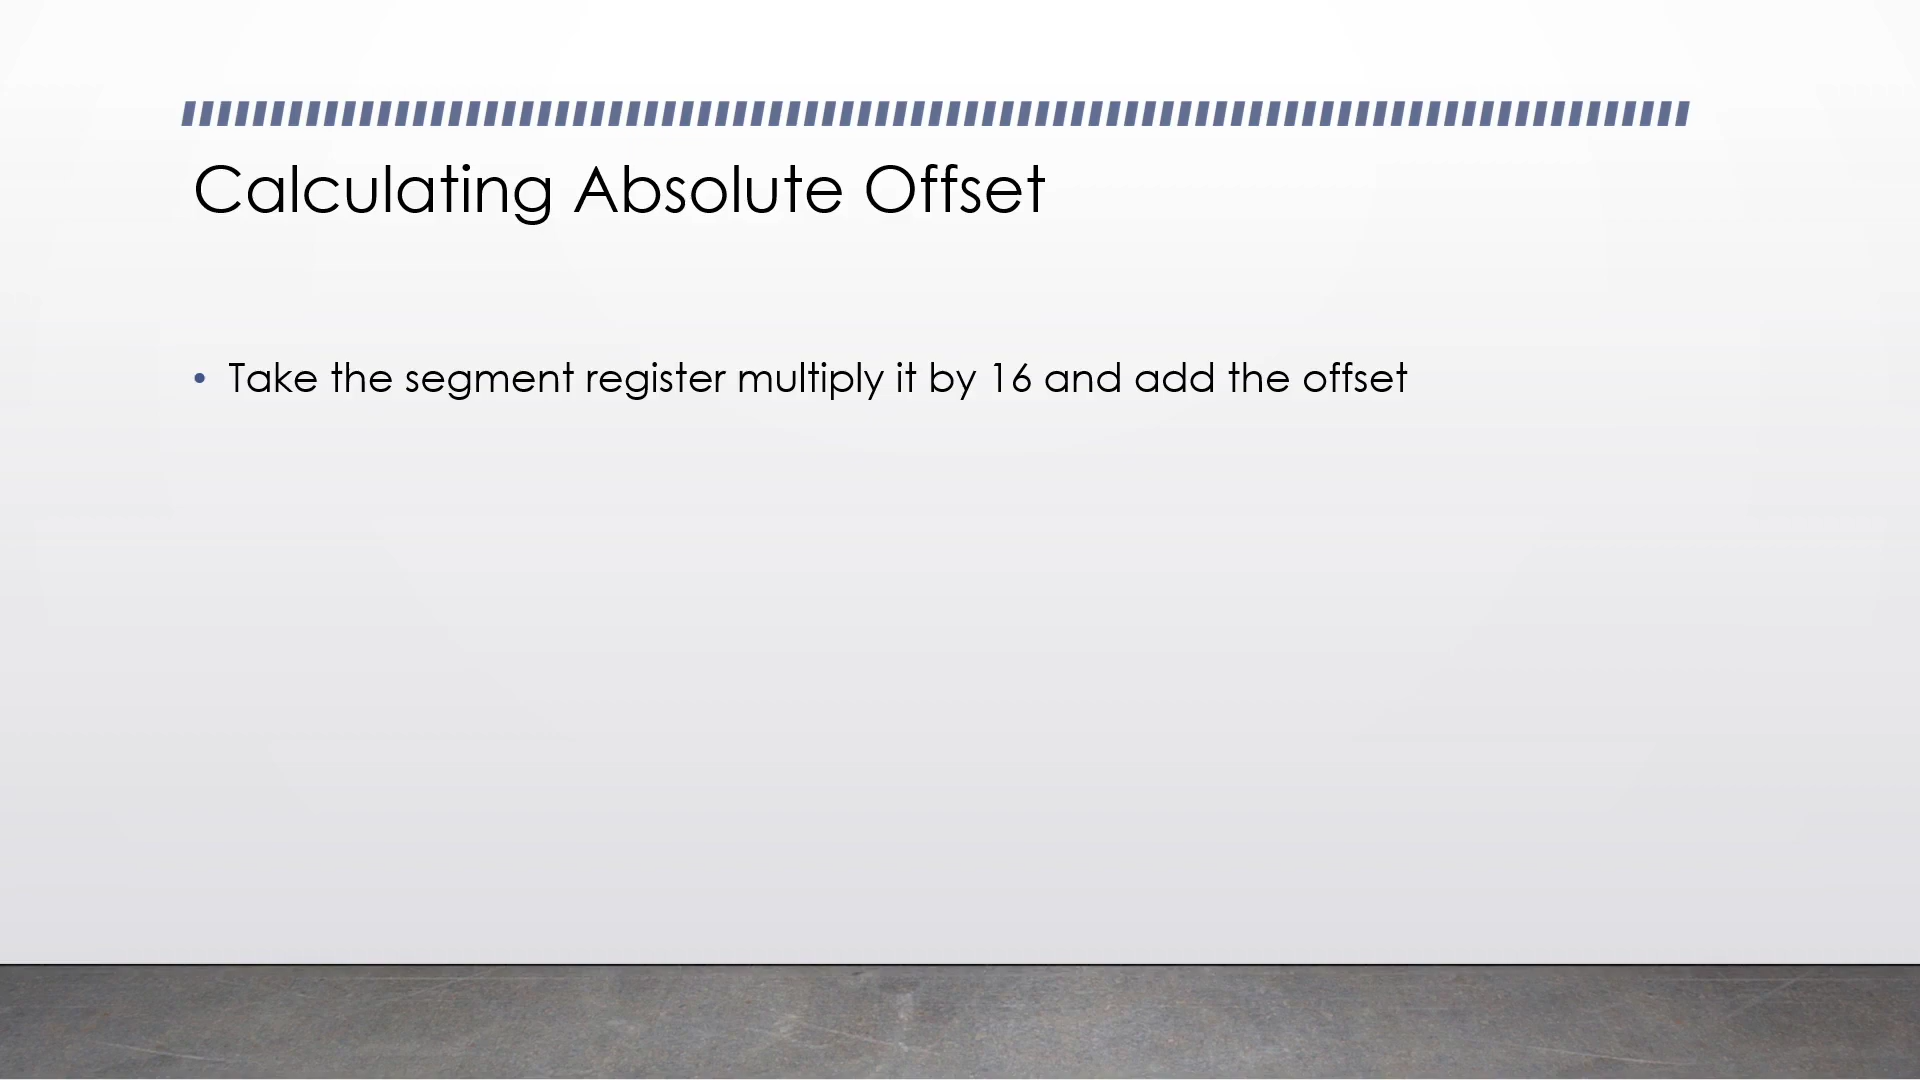 Calculating Absolute Offset
• Take the segment register multiply it by 16 and add the offset